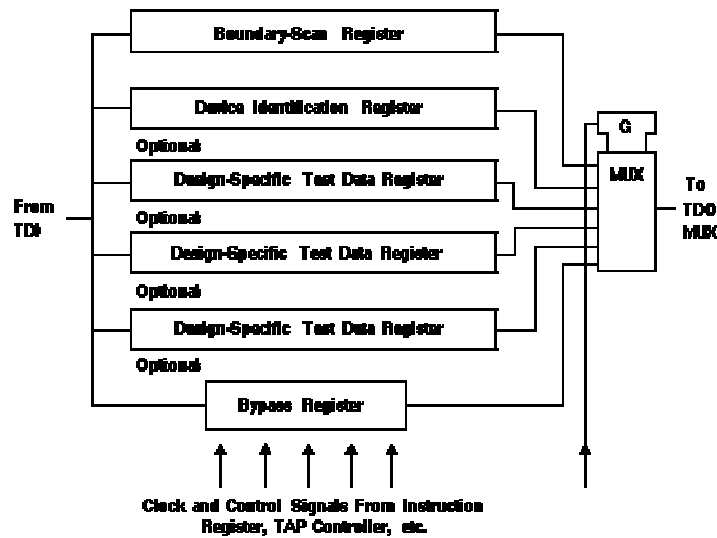 Boundary-Scan Register
Device Identification Register
Optional
Design-Specific Test Data Register
Optional
Design-Specific Test Data Register
Optional
Design-Specific Test Data Register
Optional
Bypass Register
From
TDI
G
MUX
To
TDO
MUX
Clock and Control Signals From Instruction
Register, TAP Controller, etc.